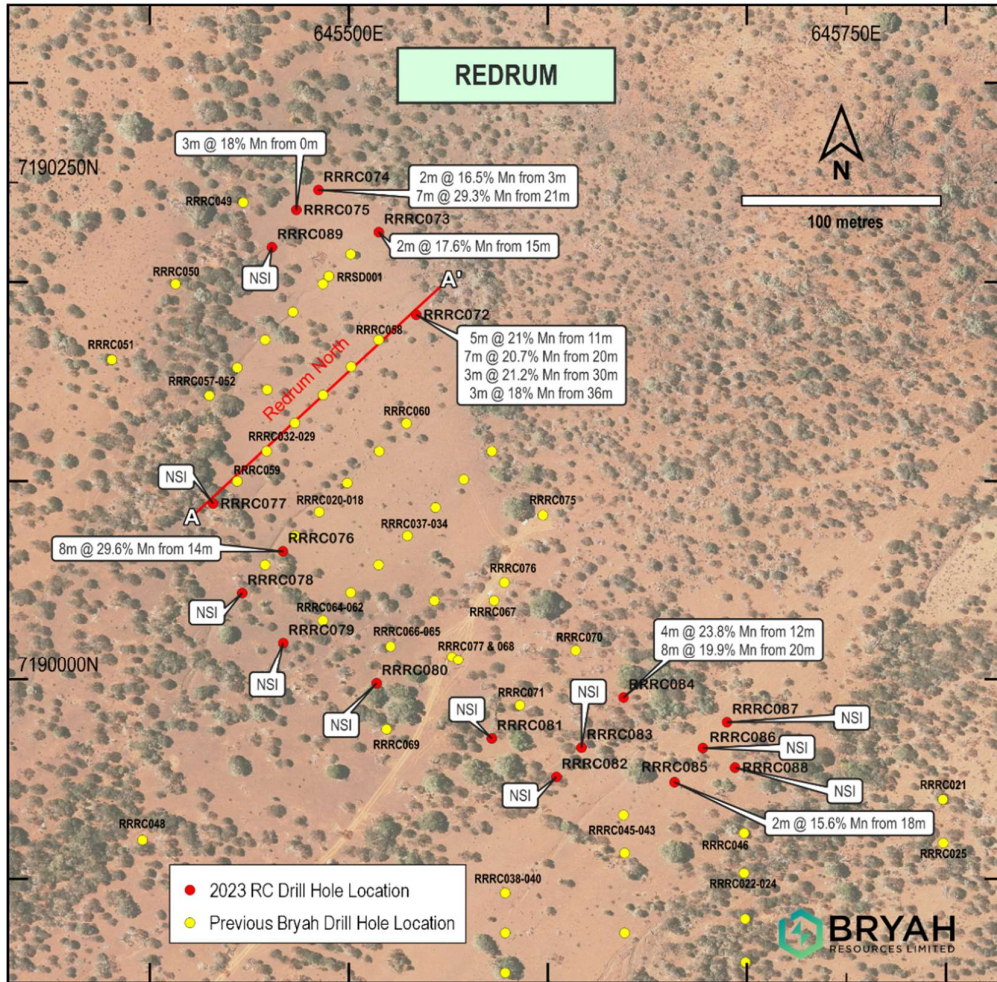 645500E
645750E
REDRUM
3m @ 18% Mn from 0m
7190250N
RRRC074
2m @ 16.5% Mn from 3m
7m @ 29.3% Mn from 21m
N
RRRC049
RRRC075
RRRC073
100 metres
RRRC089
2m @ 17.6% Mn from 15m
NSI
RRRC050
RRSD001
A'
RRRC072
RRRC058
5m @ 21% Mn from 11m
7m @ 20.7% Mn from 20m
3m @ 21.2% Mn from 30m
3m @ 18% Mn from 36m
RRRC051
Redrum North
RRRC057-052
RRRC060
RRRC032-029
NSI
RRRC059
RRRC077
A
RRRC020-018
RRRC075
RRRC037-034
8m @ 29.6% Mn from 14m
RRRC076
RRRC076
RRRC078
NSI
RRRC064-062
RRRC067
RRRC079
RRRC066-065
RRRC077 & 068
RRRC070
4m @ 23.8% Mn from 12m
8m @ 19.9% Mn from 20m
7190000N
NSI
RRRC080
NSI
NSI
RRRC084
RRRC071
NSI
RRRC081
RRRC083
RRRC087
NSI
RRRC069
RRRC086
NSI
RRRC082
NSI
RRRC085
RRRC088
NSI
RRRC021
2m @ 15.6% Mn from 18m
RRRC048
RRRC045-043
RRRC046
RRRC025
2023 RC Drill Hole Location
Previous Bryah Drill Hole Location
RRRC038-040
RRRC022-024
BRYAH
RESOURCES LIMITED